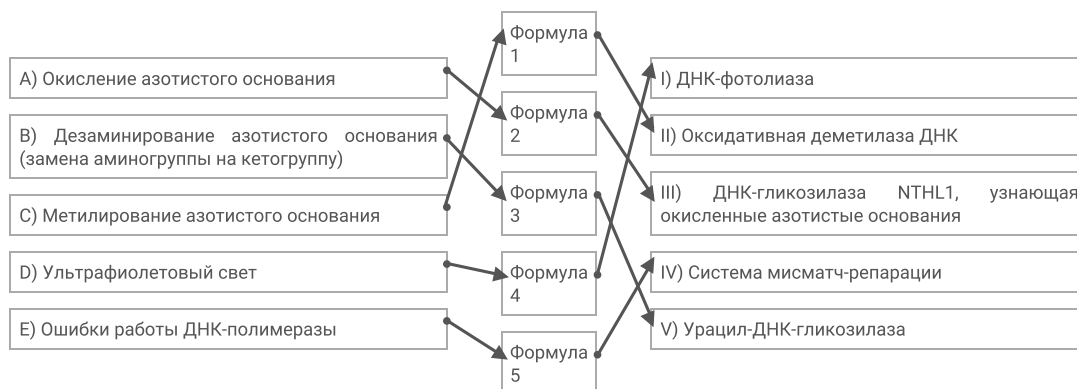 A) Окисление азотистого основания
B) Дезаминирование азотистого основания
(замена аминогруппы на кетогруппу)
C) Метилирование азотистого основания
D) Ультрафиолетовый свет
E) Ошибки работы ДНК-полимеразы
Формула
1
Формула
2
Формула
3
Формула
4
Формула
5
I) ДНК-фотолиаза
II) Оксидативная деметилаза ДНК
III) ДНК-гликозилаза NTHL1, узнающая
окисленные азотистые основания
IV) Система мисматч-репарации
V) Урацил-ДНК-гликозилаза